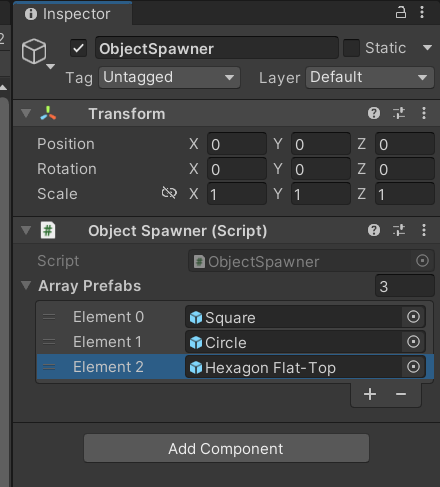 Inspector
2
ObjectSpawner
Static
Tag Untagged Layer Default
Transform
Position X 0 Y 0 Z 0
Rotation X 0 Y 0 Z 0
Scale X 1 Y 1 Z 1
# Object Spawner (Script)
Script # ObjectSpawner
Array Prefabs 3
Element 0 Square
Element 1 Circle
Element 2 Hexagon Flat-Top
+ −
Add Component